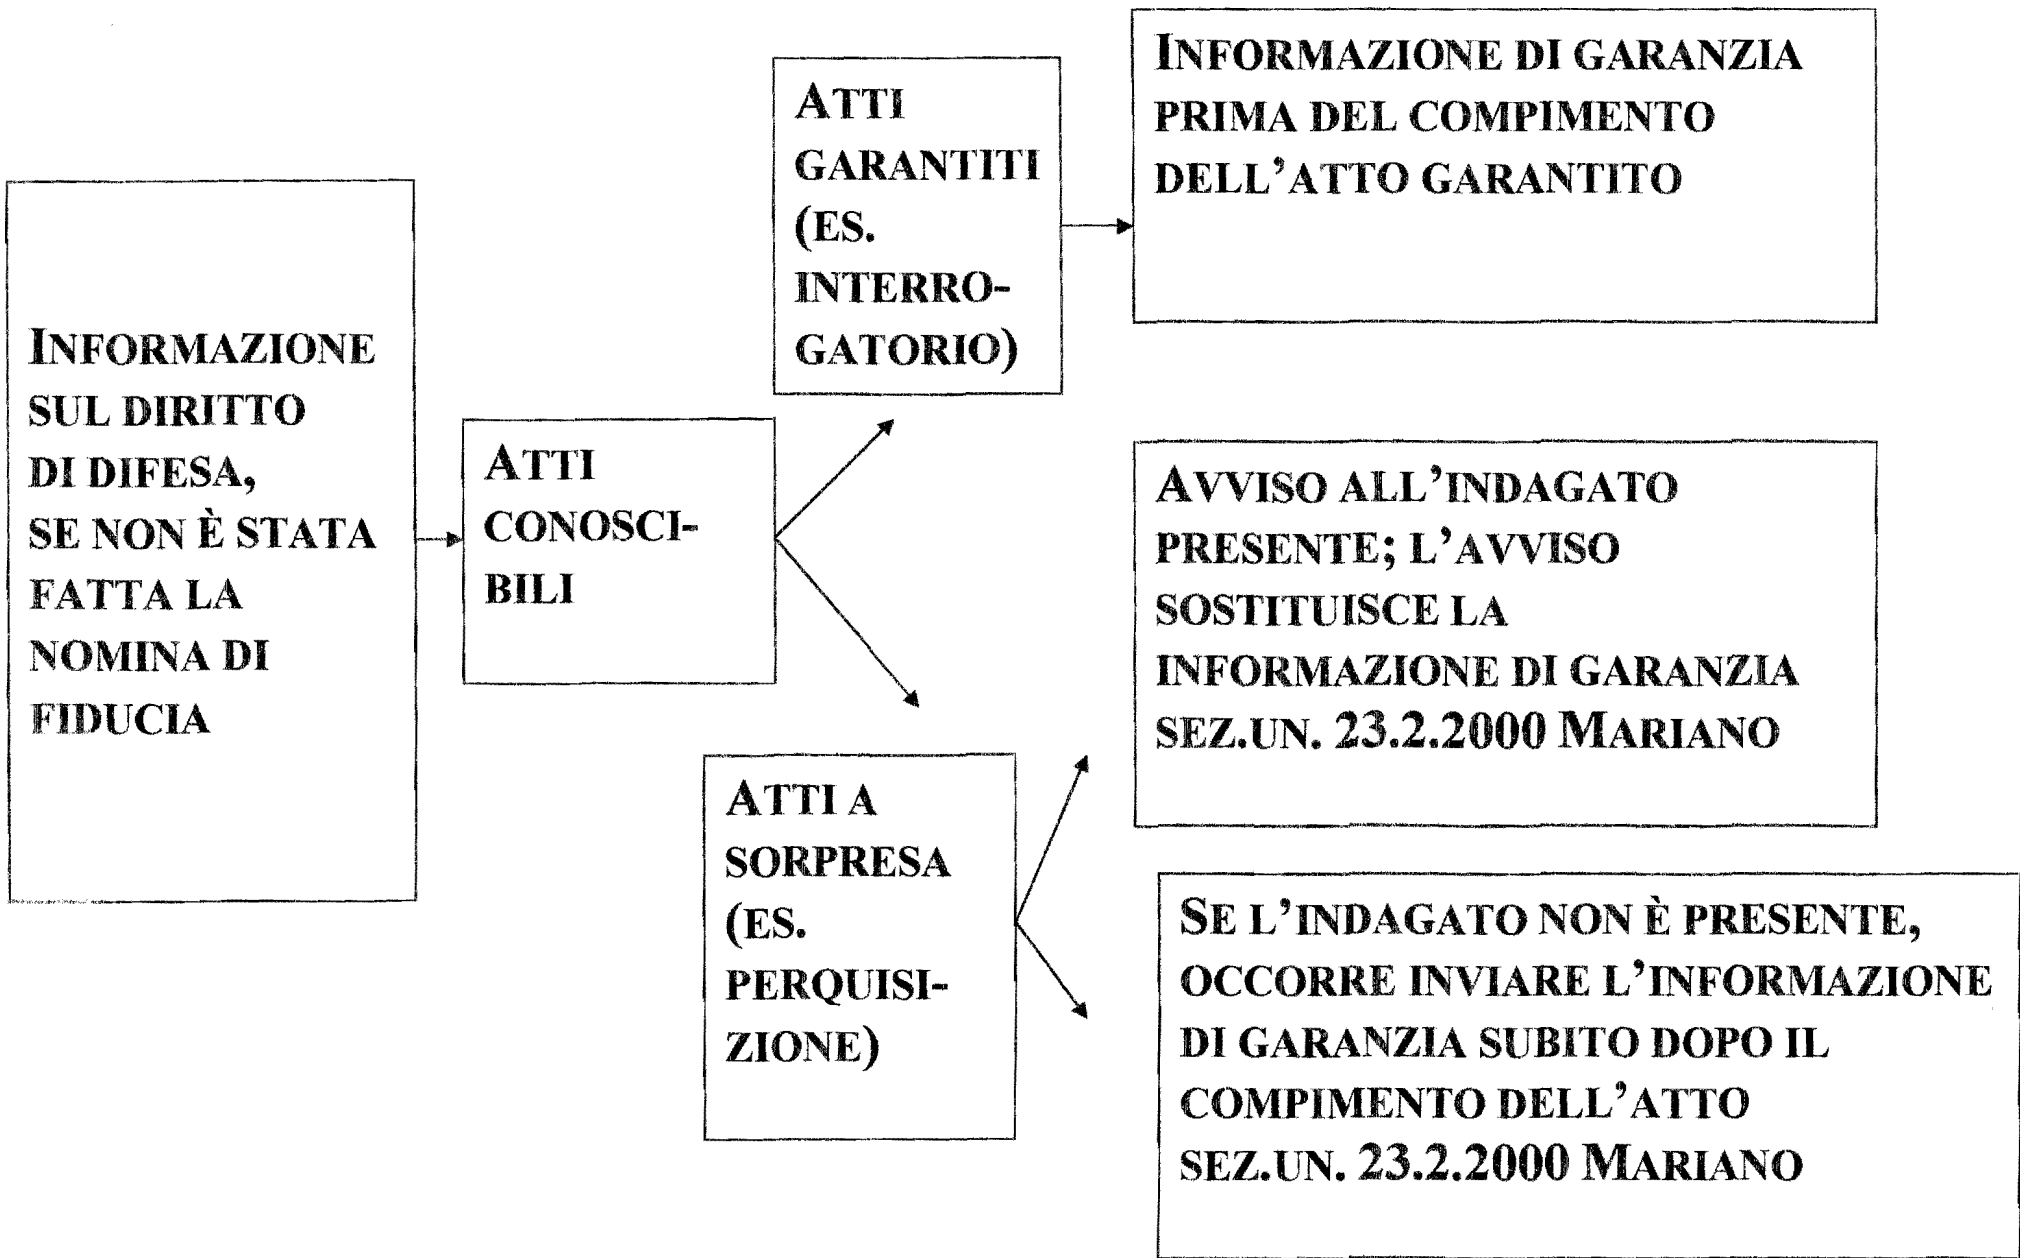 INFORMAZIONE
SUL DIRITTO
DI DIFESA,
SE NON È STATA
FATTA LA
NOMINA DI
FIDUCIA
ATTI
CONOSCI-
BILI
ATTI
GARANTITI
(ES.
INTERRO-
GATORIO)
INFORMAZIONE DI GARANZIA
PRIMA DEL COMPIMENTO
DELL'ATTO GARANTITO
ATTI A
SORPRESA
(ES.
PERQUISI-
ZIONE)
AVVISO ALL'INDAGATO
PRESENTE; L'AVVISO
SOSTITUISCE LA
INFORMAZIONE DI GARANZIA
SEZ.UN. 23.2.2000 MARIANO
SE L'INDAGATO NON È PRESENTE,
OCCORRE INVIARE L'INFORMAZIONE
DI GARANZIA SUBITO DOPO IL
COMPIMENTO DELL'ATTO
SEZ.UN. 23.2.2000 MARIANO